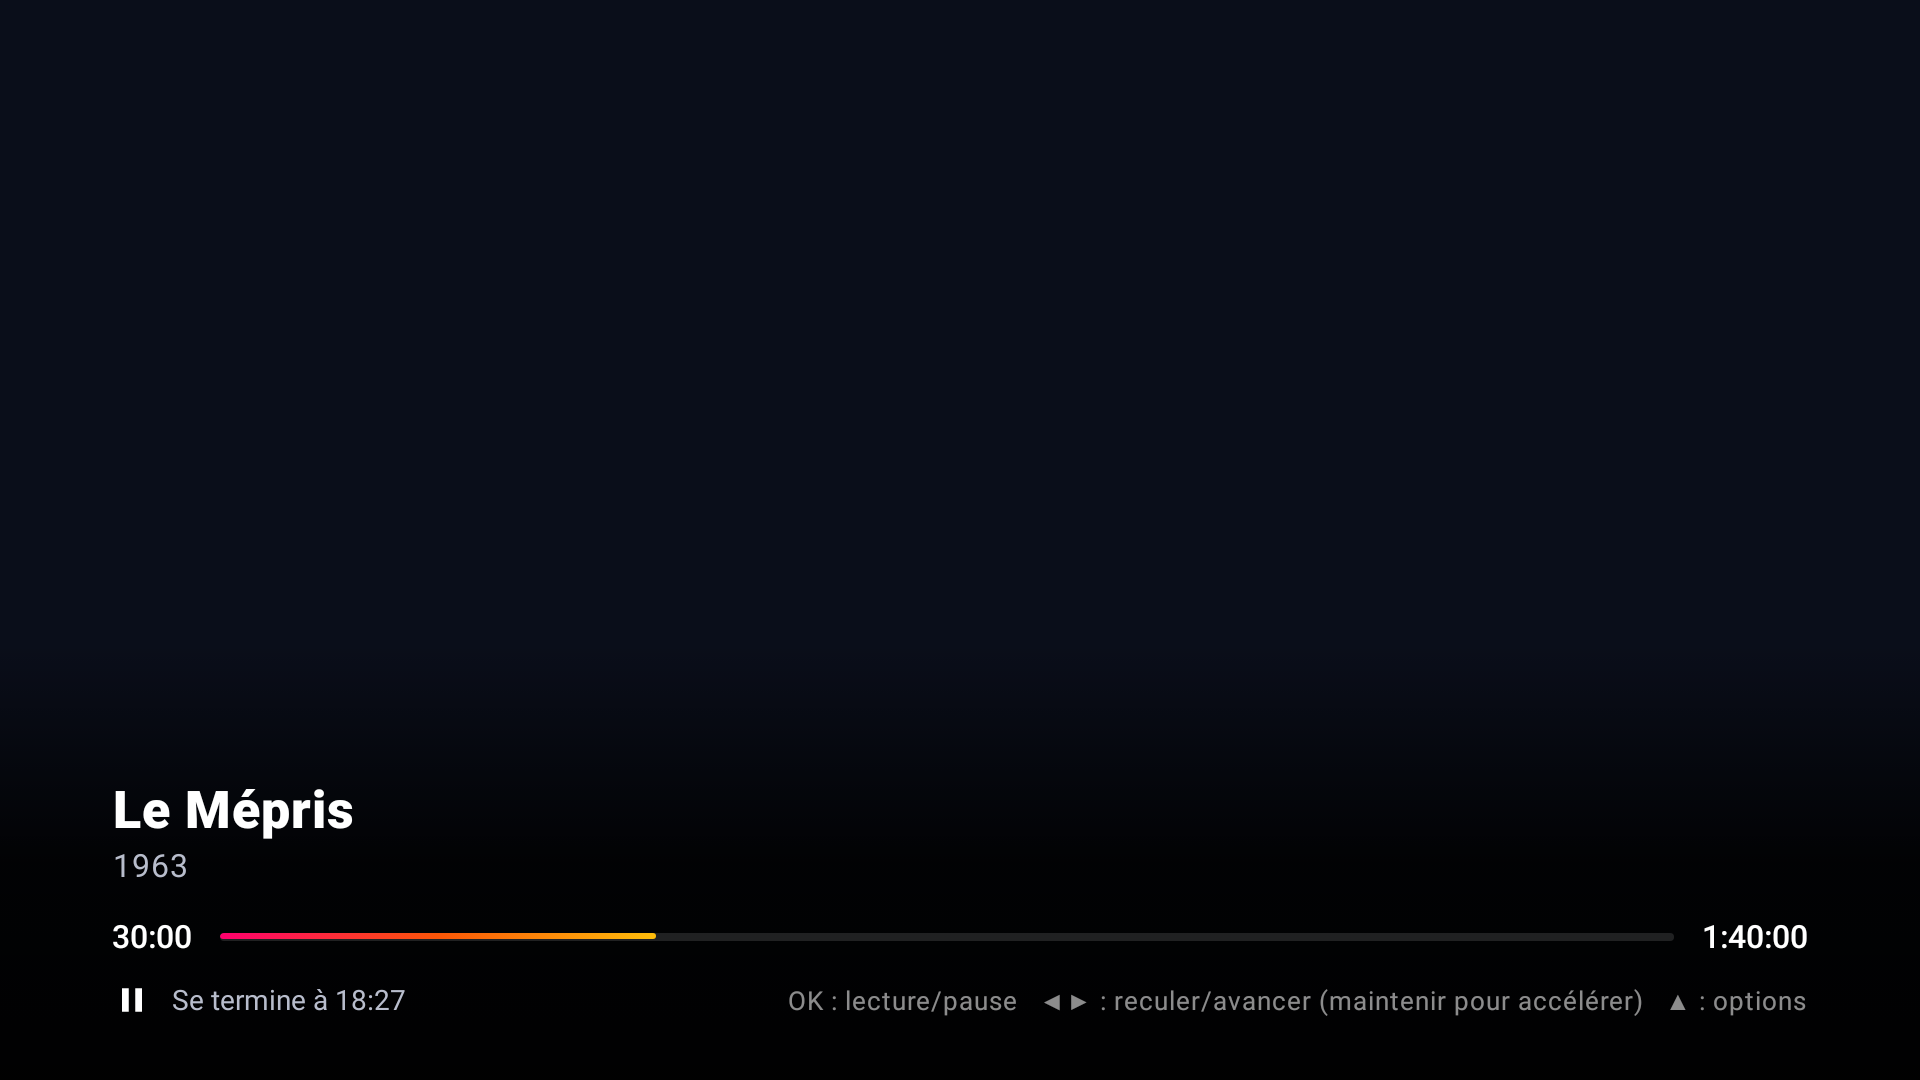 Le Mépris
1963
30:00 1:40:00
Se termine à 18:27 OK : lecture/pause ◄ ► : reculer/avancer (maintenir pour accélérer) ▲ : options